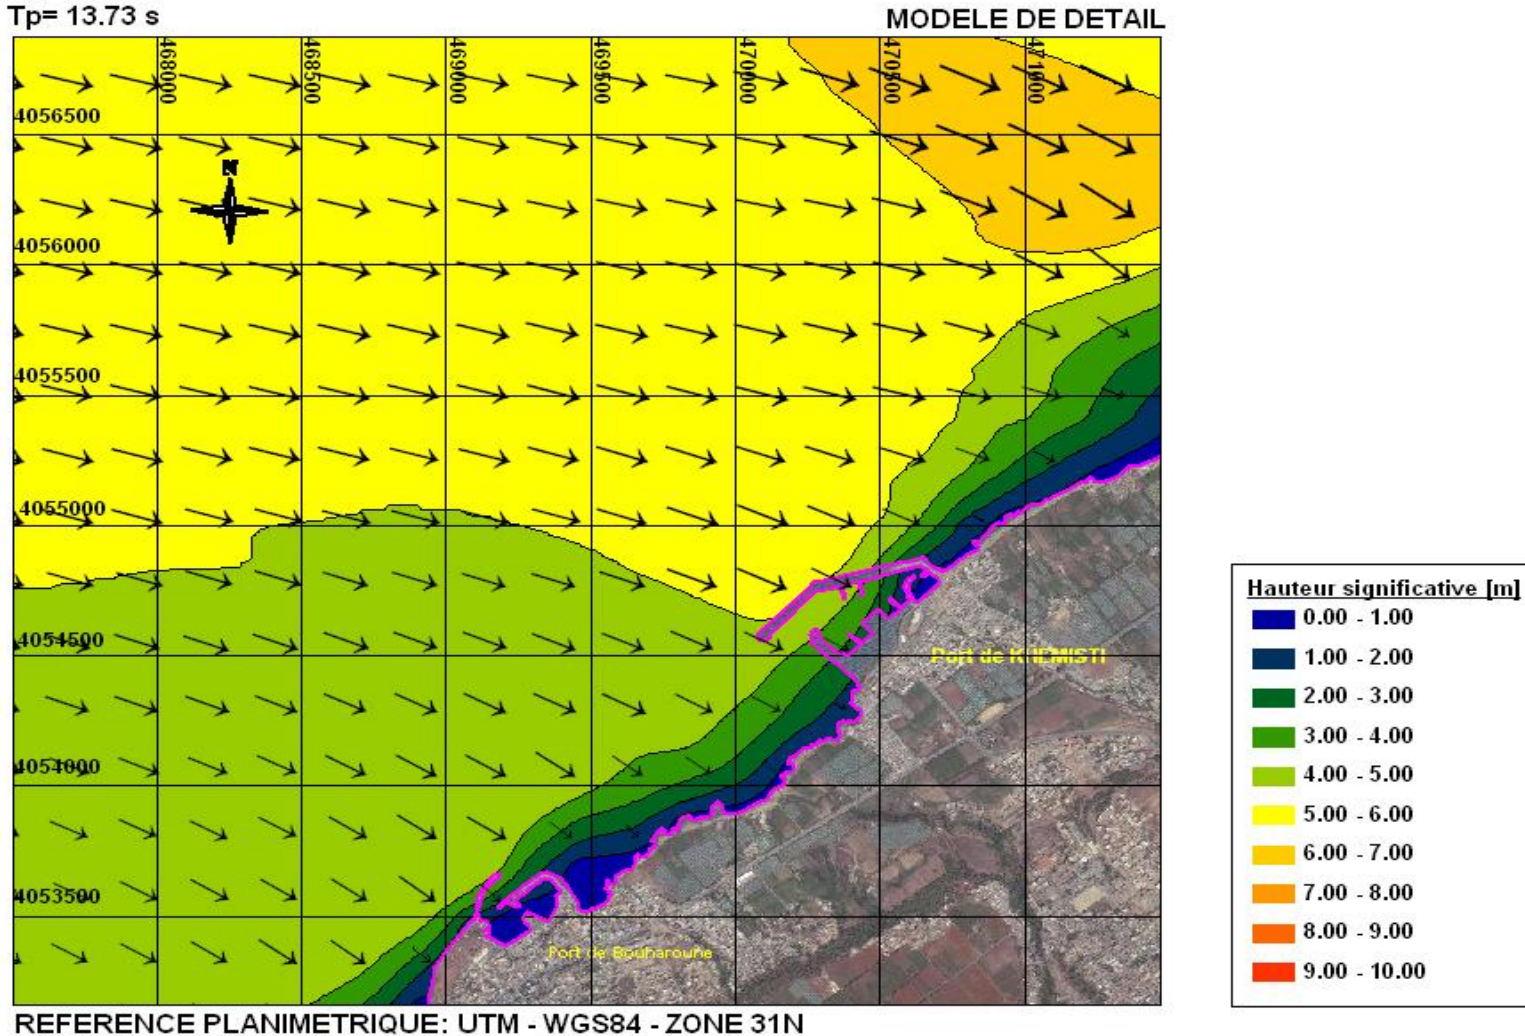 Tp= 13.73 s
MODELE DE DETAIL
468000
468500
469000
469500
470000
470500
471000
4056500
N
4056000
4055500
4055000
4054500
Port de KHEMISTI
4054000
4053500
Port de Bouharoune
REFERENCE PLANIMETRIQUE: UTM - WGS84 - ZONE 31N
Hauteur significative [m]
0.00 - 1.00
1.00 - 2.00
2.00 - 3.00
3.00 - 4.00
4.00 - 5.00
5.00 - 6.00
6.00 - 7.00
7.00 - 8.00
8.00 - 9.00
9.00 - 10.00